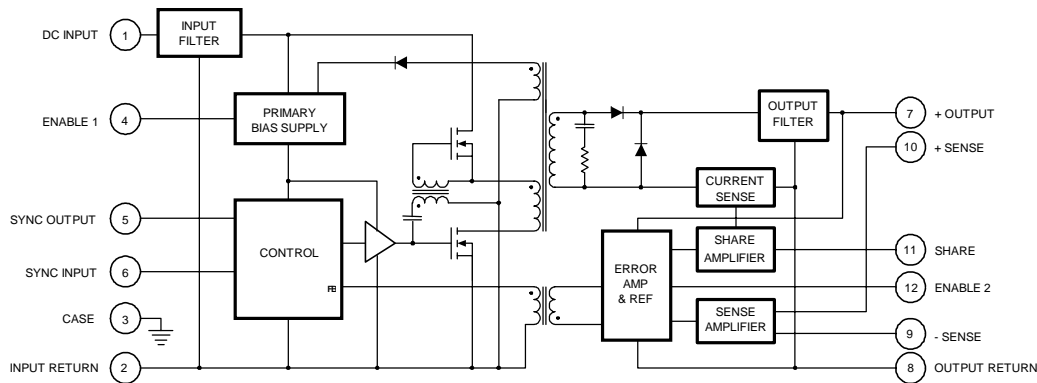 DC INPUT
1
INPUT
FILTER
ENABLE 1
4
PRIMARY
BIAS SUPPLY
SYNC OUTPUT
5
SYNC INPUT
6
CONTROL
FB
CASE
3
INPUT RETURN
2
OUTPUT
FILTER
7
+ OUTPUT
10
+ SENSE
CURRENT
SENSE
SHARE
AMPLIFIER
11
SHARE
ERROR
AMP
& REF
12
ENABLE 2
SENSE
AMPLIFIER
9
- SENSE
8
OUTPUT RETURN